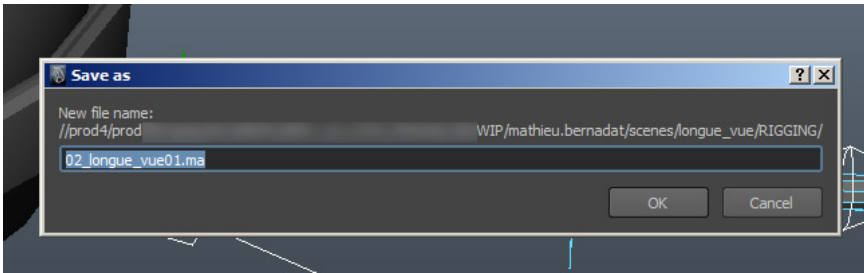 Save as
New file name:
//prod4/prod WIP/mathieu.bernadat/scenes/longue_vue/RIGGING/
02_longue_vue01.ma
OK Cancel